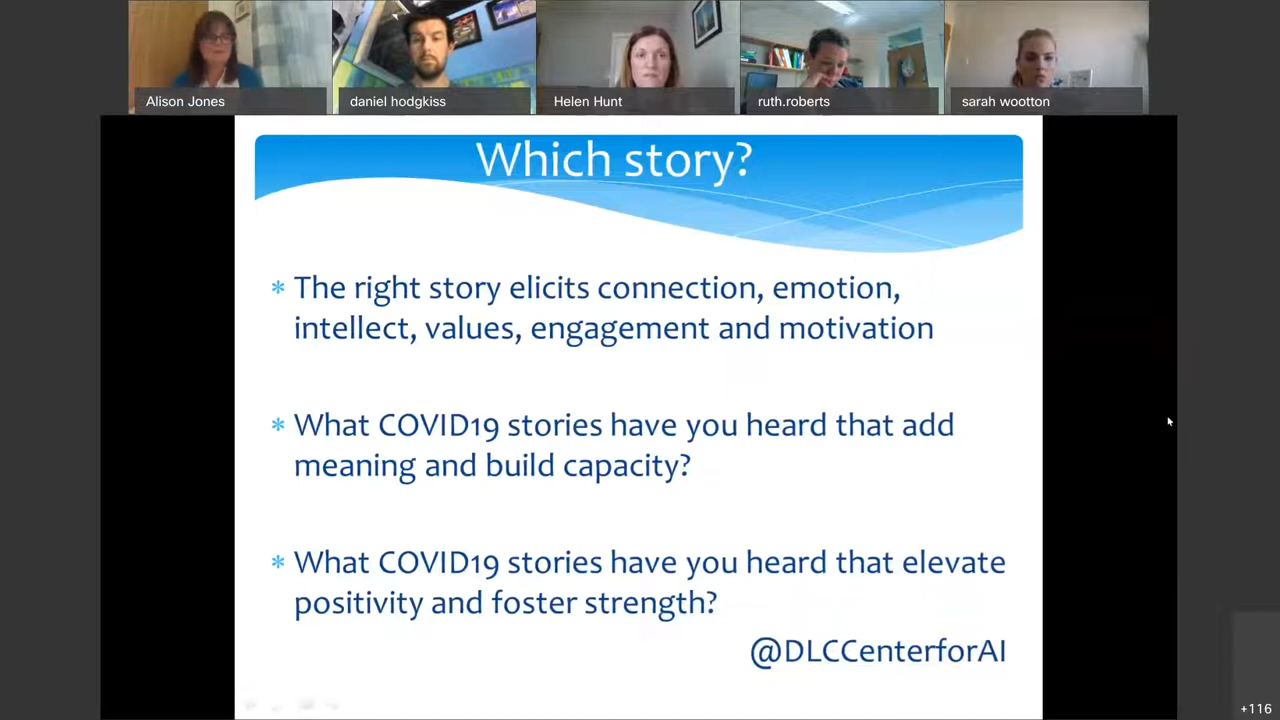 Alison Jones
daniel hodgkiss
Helen Hunt
ruth.roberts
sarah wootton
Which story?
* The right story elicits connection, emotion,
intellect, values, engagement and motivation
* What COVID19 stories have you heard that add
meaning and build capacity?
* What COVID19 stories have you heard that elevate
positivity and foster strength?
@DLCCenterforAI
+116